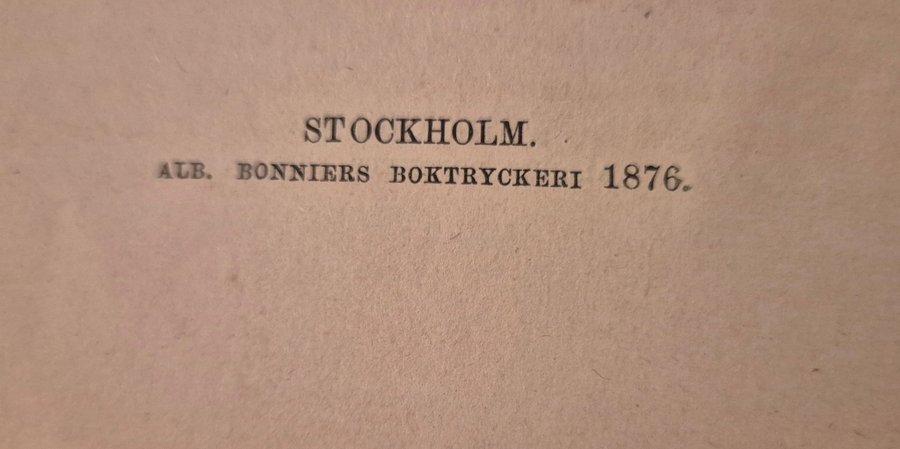 STOCKHOLM.
ALB. BONNIERS BOKTRYCKERI 1876.